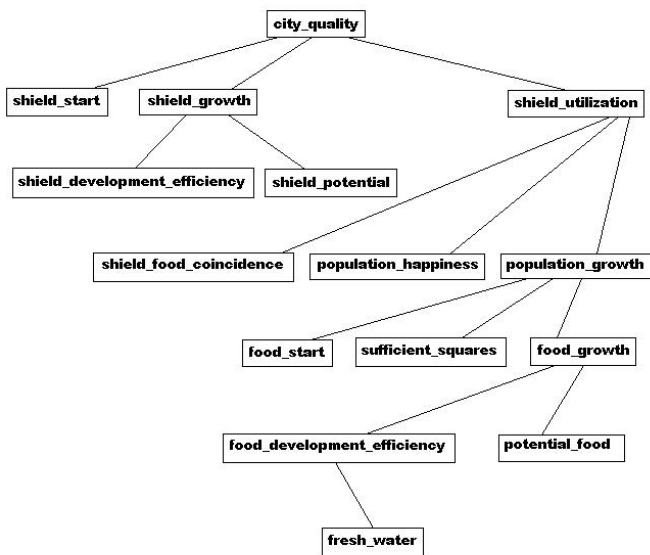 city_quality
shield_start
shield_growth
shield_utilization
shield_development_efficiency
shield_potential
shield_food_coincidence
population_happiness
population_growth
food_start
sufficient_squares
food_growth
food_development_efficiency
potential_food
fresh_water